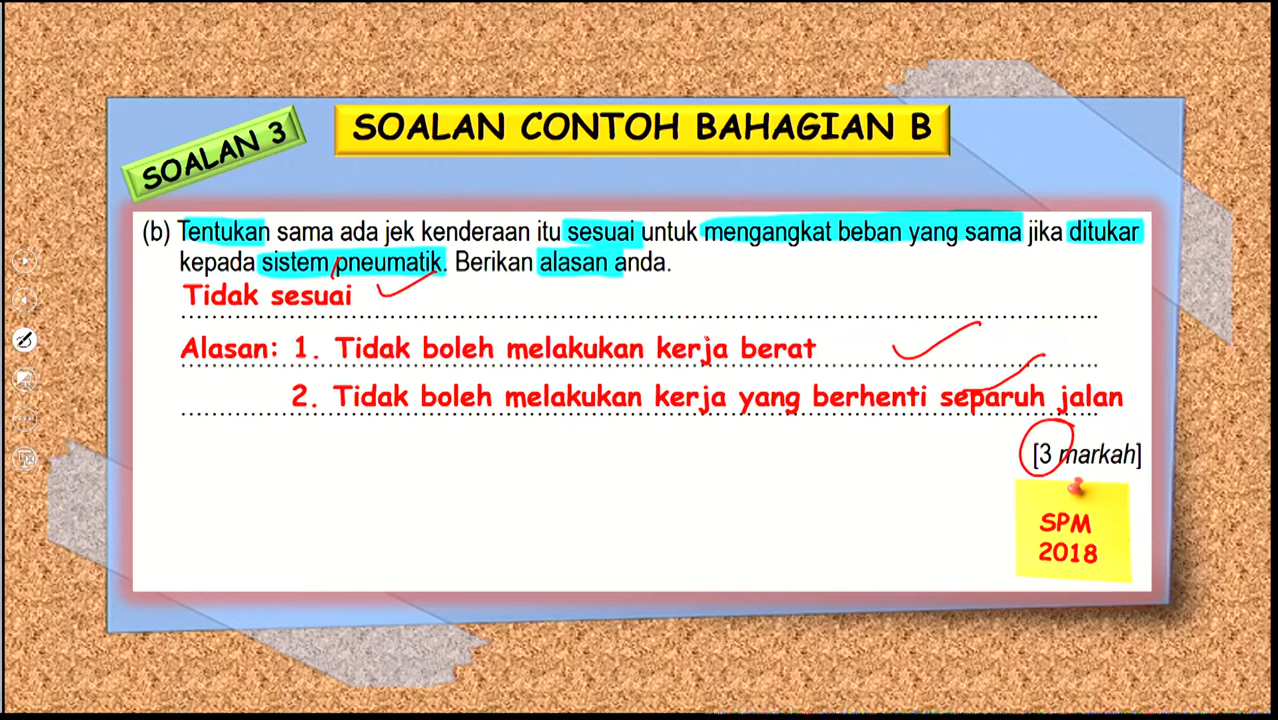 SOALAN CONTOH BAHAGIAN B
SOALAN 3
(b) Tentukan sama ada jek kenderaan itu sesuai untuk mengangkat beban yang sama jika ditukar
kepada sistem pneumatik. Berikan alasan anda.
Tidak sesuai
Alasan: 1. Tidak boleh melakukan kerja berat
2. Tidak boleh melakukan kerja yang berhenti separuh jalan
[3 markah]
SPM
2018